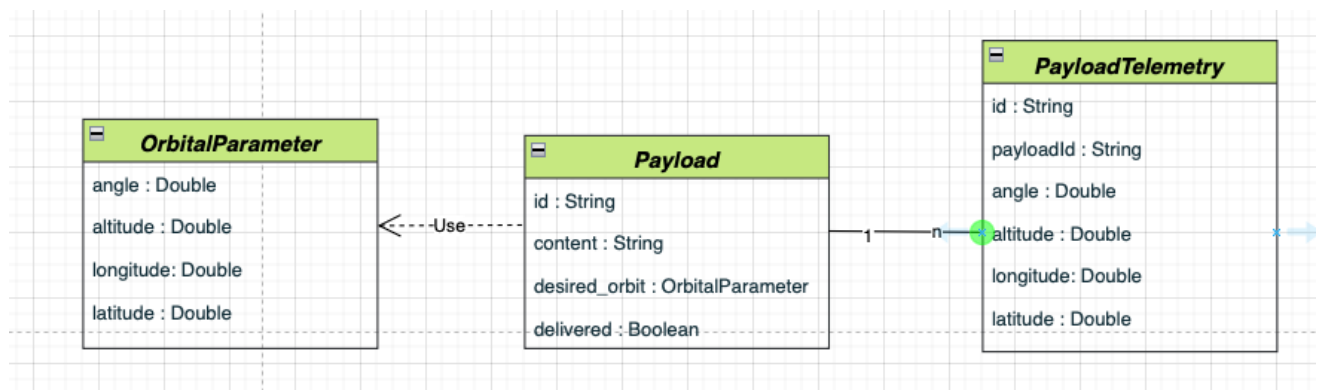 OrbitalParameter
angle : Double
altitude : Double
longitude: Double
latitude : Double
Use
Payload
id : String
content : String
desired_orbit : OrbitalParameter
delivered : Boolean
1
n
PayloadTelemetry
id : String
payloadId : String
angle : Double
altitude : Double
longitude: Double
latitude : Double